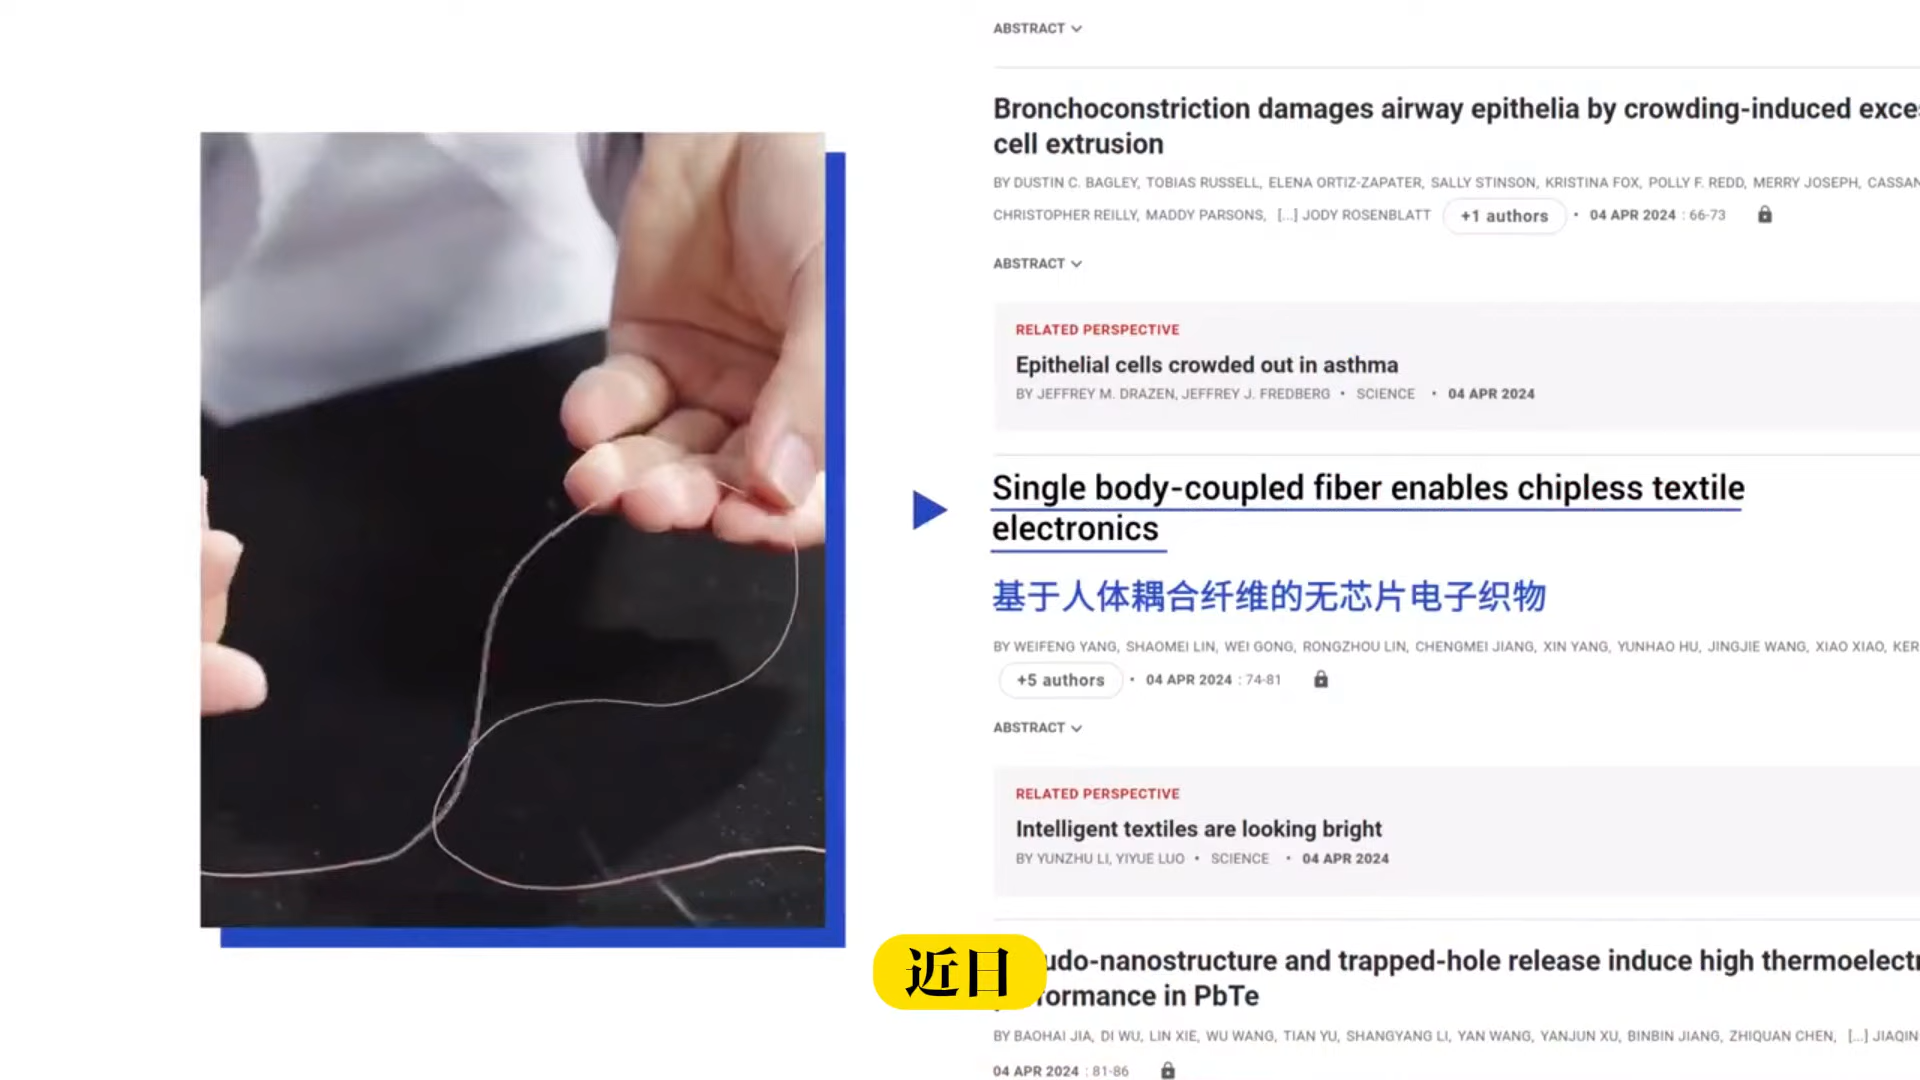 ABSTRACT
Bronchoconstriction damages airway epithelia by crowding-induced
cell extrusion
BY DUSTIN C. BAGLEY, TOBIAS RUSSELL, ELENA ORTIZ-ZAPATER, SALLY STINSON, KRISTINA FOX, POLLY F. REDD, MERRY JOSEPH,
CHRISTOPHER REILLY, MADDY PARSONS, [...] JODY ROSENBLATT +1 authors • 04 APR 2024 : 66-73
ABSTRACT
RELATED PERSPECTIVE
Epithelial cells crowded out in asthma
BY JEFFREY M. DRAZEN, JEFFREY J. FREDBERG • SCIENCE • 04 APR 2024
Single body-coupled fiber enables chipless textile
electronics
基于人体耦合纤维的无芯片电子织物
BY WEIFENG YANG, SHAOMEI LIN, WEI GONG, RONGZHOU LIN, CHENGMEI JIANG, XIN YANG, YUNHAO HU, JINGJIE WANG, XIAO XIAO,
+5 authors • 04 APR 2024 : 74-81
ABSTRACT
RELATED PERSPECTIVE
Intelligent textiles are looking bright
BY YUNZHU LI, YIYUE LUO • SCIENCE • 04 APR 2024
udo-nanostructure and trapped-hole release induce high
近日
ormance in PbTe
BY BAOHAI JIA, DI WU, LIN XIE, WU WANG, TIAN YU, SHANGYANG LI, YAN WANG, YANJUN XU, BINBIN JIANG, ZHIQUAN CHEN, [...]
04 APR 2024 : 81-86